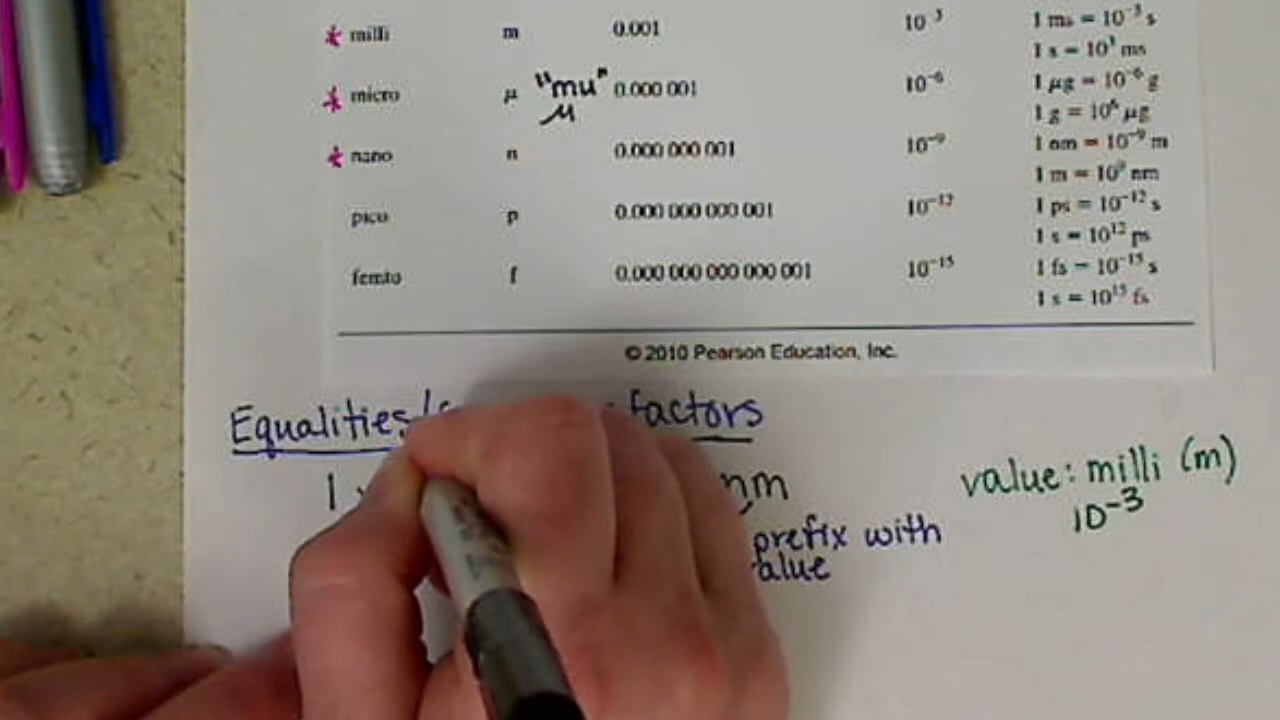 milli m 0.001 10⁻³ 1 ms = 10⁻³ s
1 s = 10³ ms
micro μ "mu" 0.000 001 10⁻⁶ 1 μg = 10⁻⁶ g
μ 1 g = 10⁶ μg
nano n 0.000 000 001 10⁻⁹ 1 nm = 10⁻⁹ m
1 m = 10⁹ nm
pico p 0.000 000 000 001 10⁻¹² 1 ps = 10⁻¹² s
1 s = 10¹² ps
femto f 0.000 000 000 000 001 10⁻¹⁵ 1 fs = 10⁻¹⁵ s
1 s = 10¹⁵ fs
© 2010 Pearson Education, Inc.
Equalities/ factors
1 nm value: milli (m)
prefix with 10⁻³